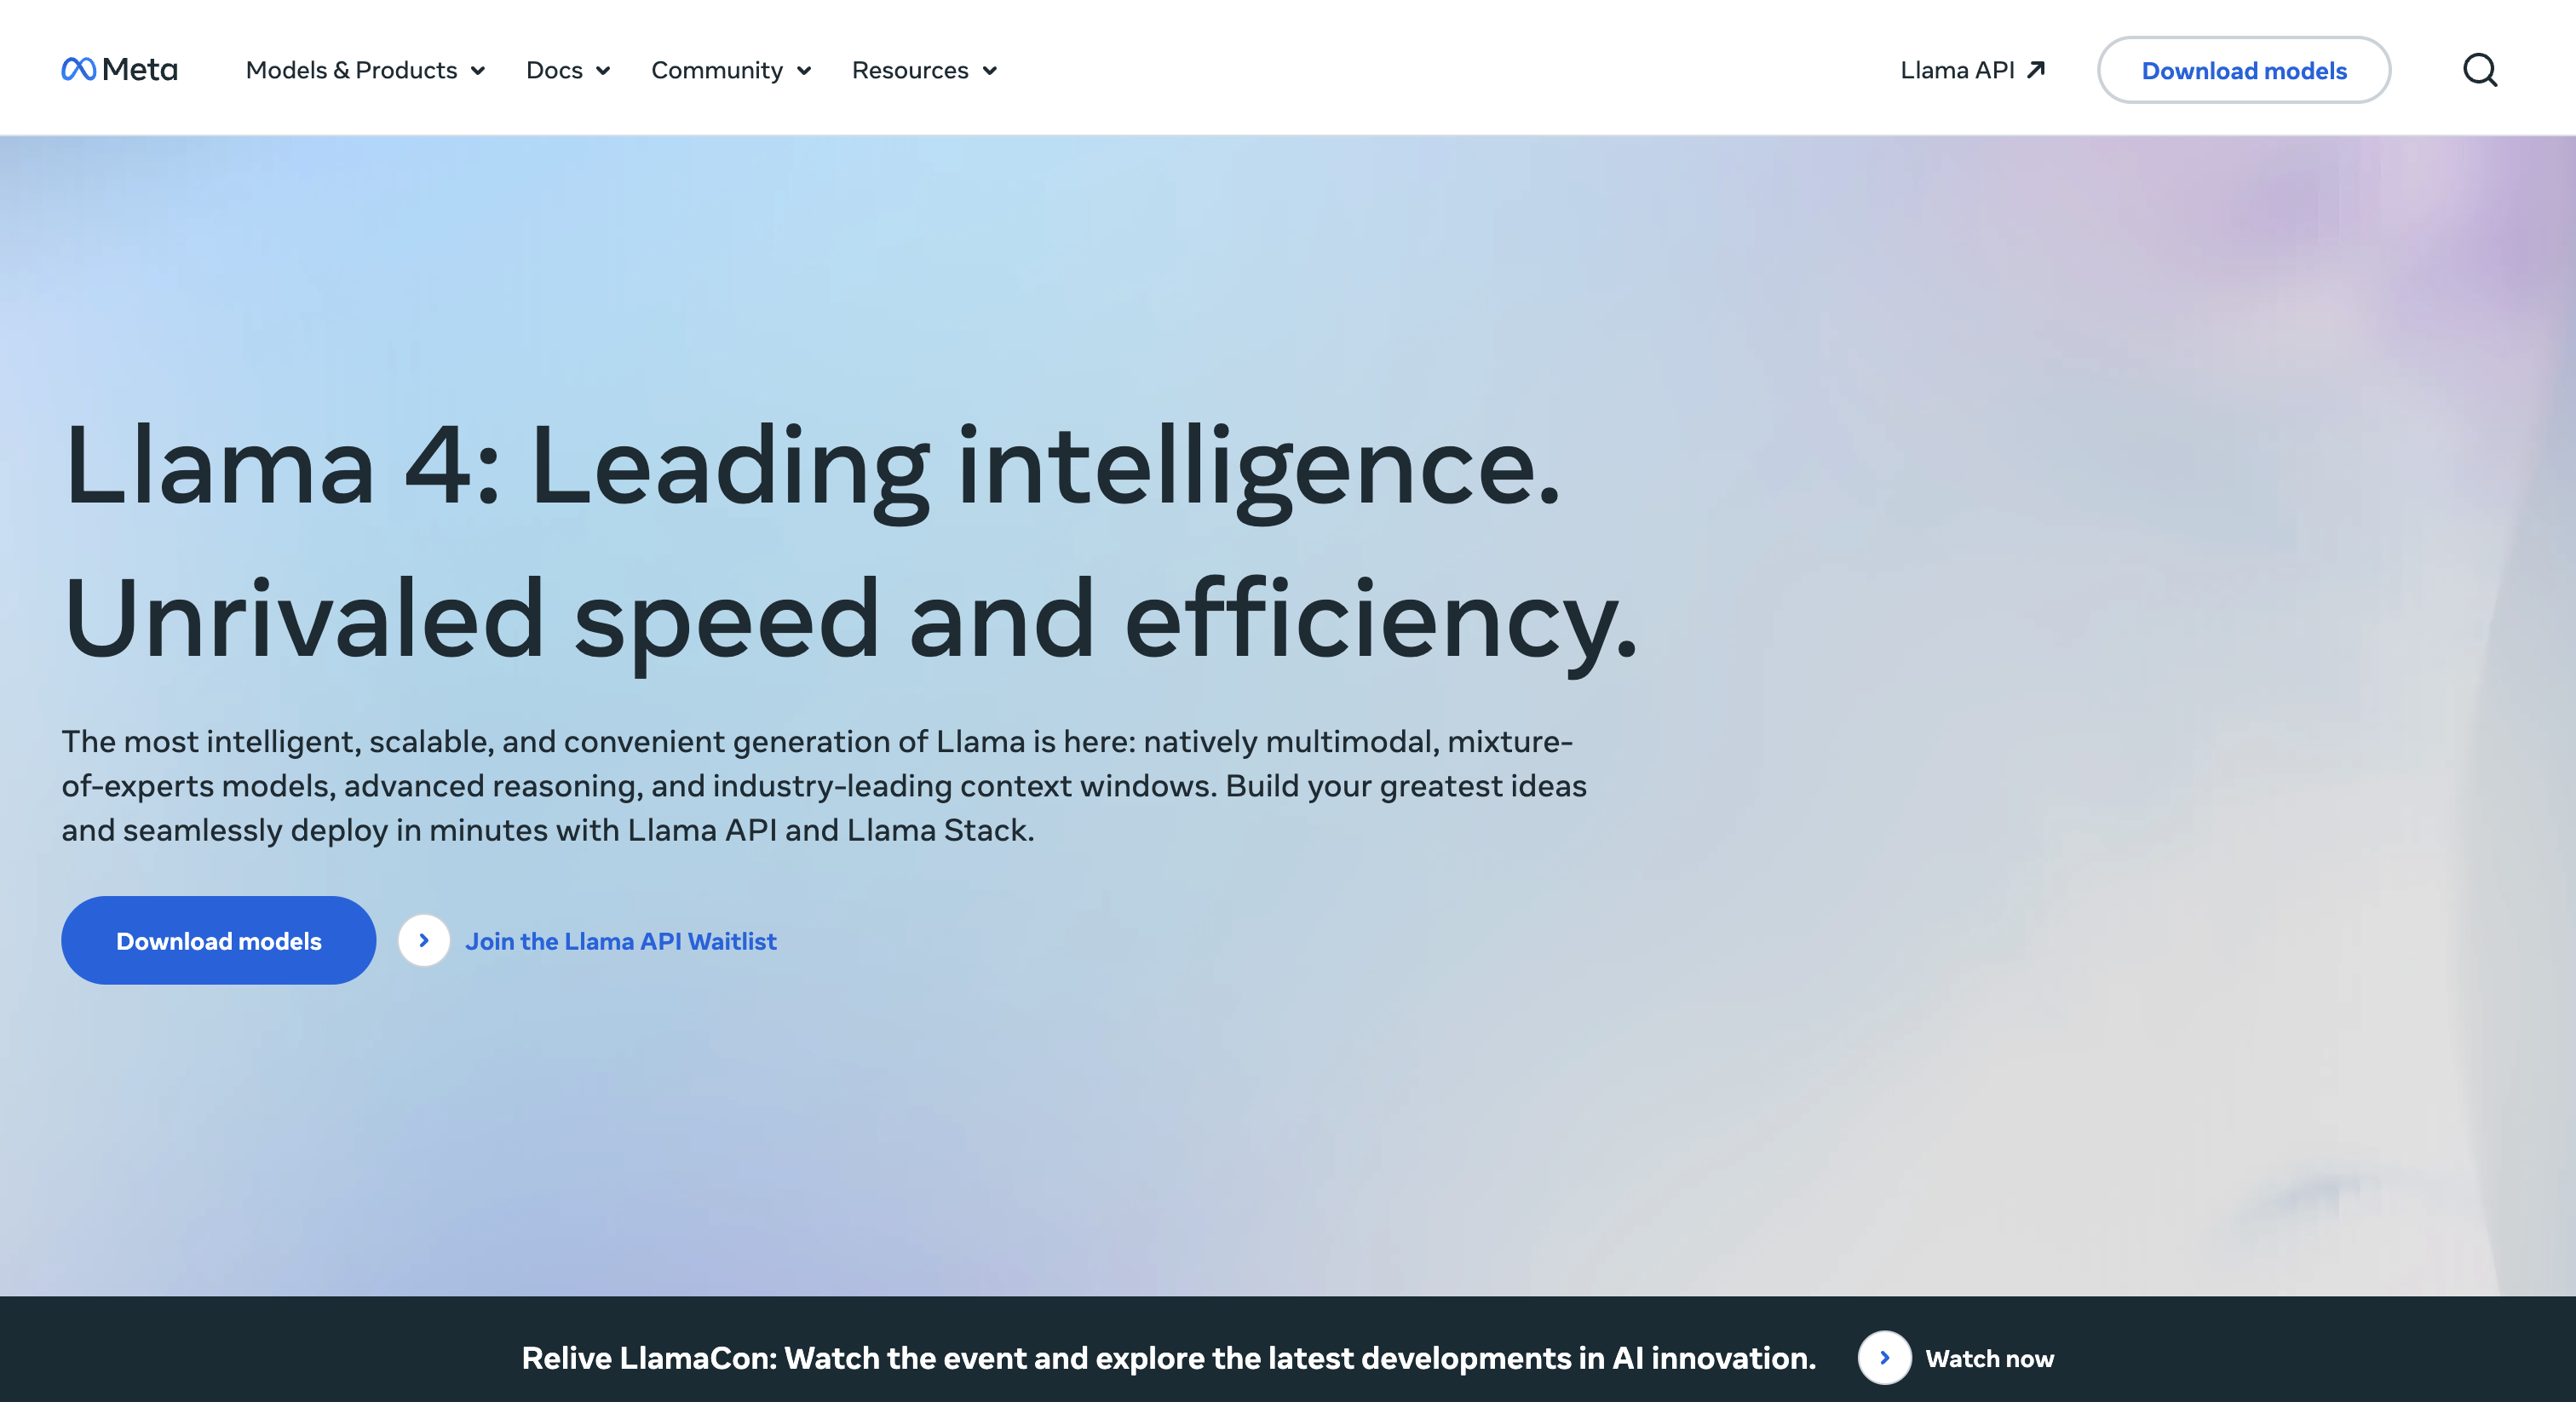 Meta
Models & Products
Docs
Community
Resources
Llama API
Download models
Llama 4: Leading intelligence.
Unrivaled speed and efficiency.
The most intelligent, scalable, and convenient generation of Llama is here: natively multimodal, mixture-
of-experts models, advanced reasoning, and industry-leading context windows. Build your greatest ideas
and seamlessly deploy in minutes with Llama API and Llama Stack.
Download models
Join the Llama API Waitlist
Relive LlamaCon: Watch the event and explore the latest developments in AI innovation.
Watch now